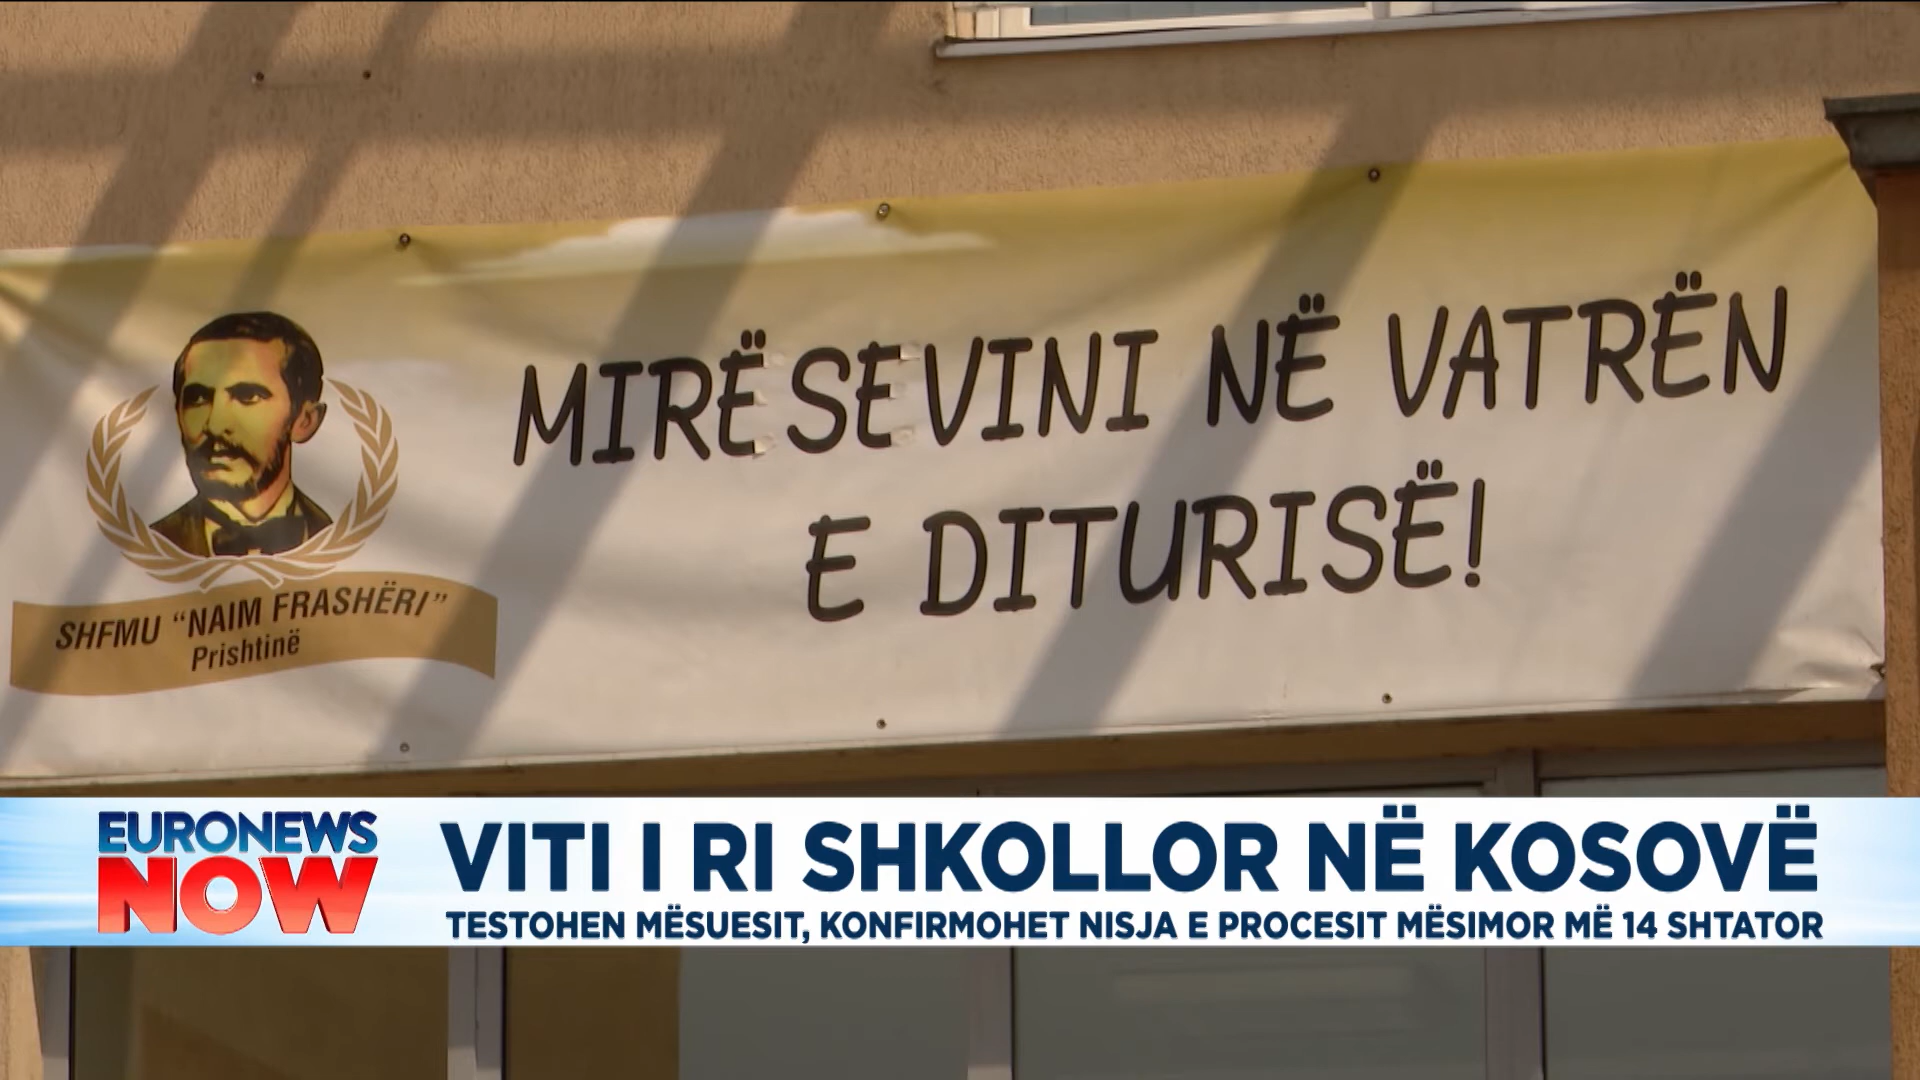 MIRËSEVINI NË VATRËN
E DITURISË!
SHFMU “NAIM FRASHËRI”
Prishtinë
EURONEWS
NOW
VITI I RI SHKOLLOR NË KOSOVË
TESTOHEN MËSUESIT, KONFIRMOHET NISJA E PROCESIT MËSIMOR MË 14 SHTATOR